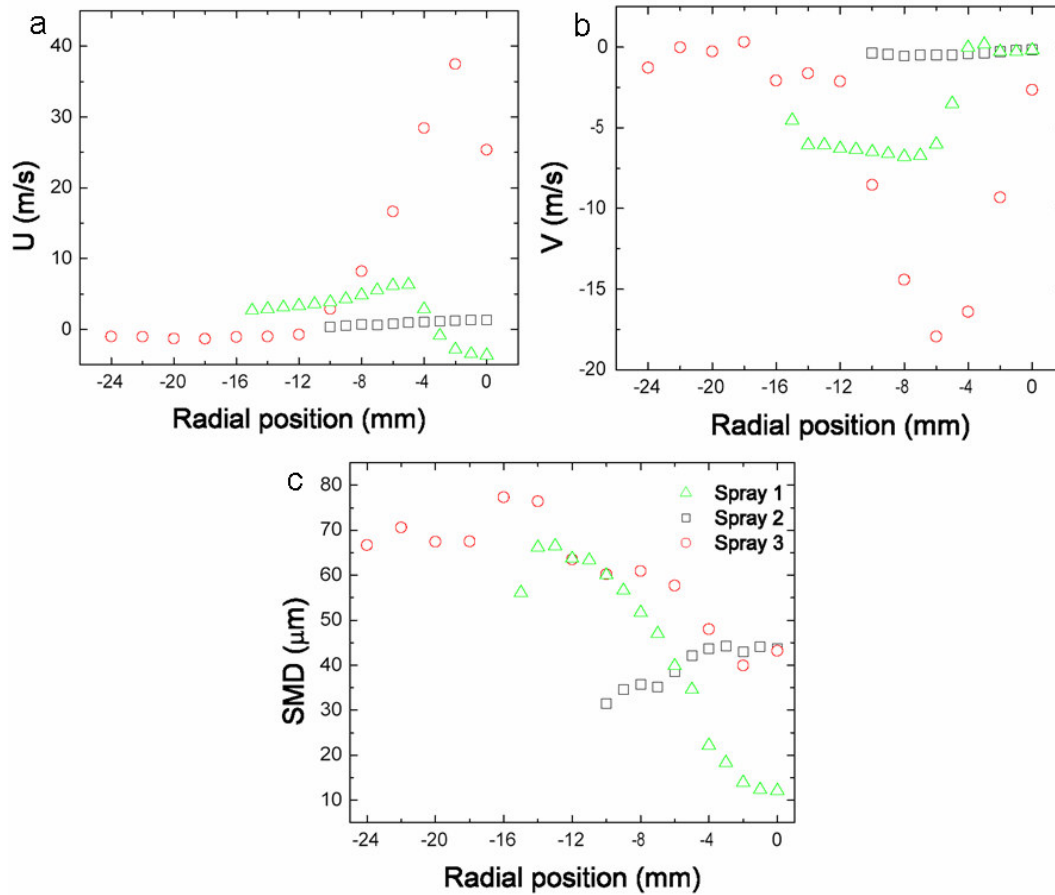 a
40
30
20
10
0
U (m/s)
-24 -20 -16 -12 -8 -4 0
Radial position (mm)
b
0
-5
-10
-15
-20
V (m/s)
-24 -20 -16 -12 -8 -4 0
Radial position (mm)
c
80
70
60
50
40
30
20
10
SMD (μm)
Spray 1
Spray 2
Spray 3
-24 -20 -16 -12 -8 -4 0
Radial position (mm)